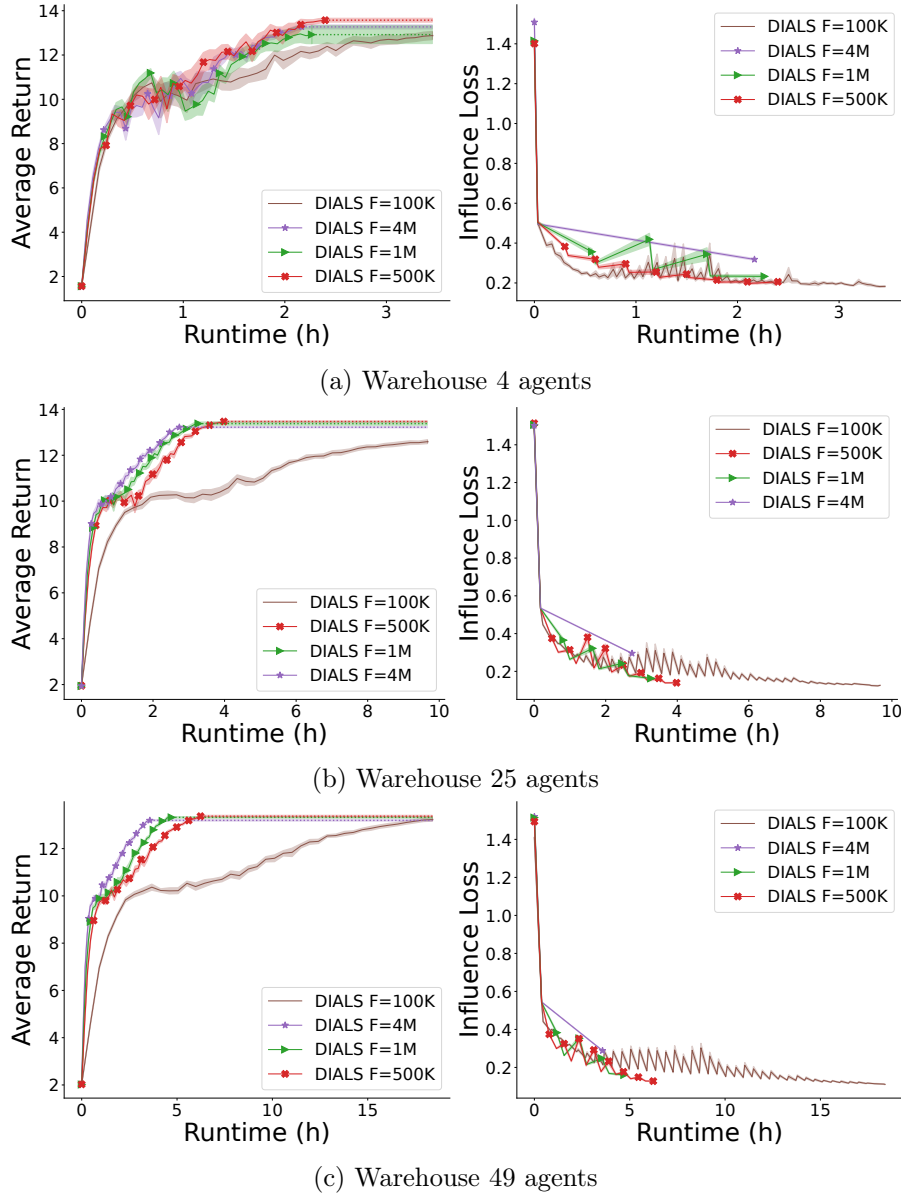 Average Return
14
12
10
8
6
4
2
0
1
2
3
Runtime (h)
DIALS F=100K
DIALS F=4M
DIALS F=1M
DIALS F=500K
Influence Loss
1.4
1.2
1.0
0.8
0.6
0.4
0.2
0
1
2
3
Runtime (h)
DIALS F=100K
DIALS F=4M
DIALS F=1M
DIALS F=500K
(a) Warehouse 4 agents
Average Return
14
12
10
8
6
4
2
0
2
4
6
8
10
Runtime (h)
DIALS F=100K
DIALS F=500K
DIALS F=1M
DIALS F=4M
Influence Loss
1.6
1.4
1.2
1.0
0.8
0.6
0.4
0.2
0
2
4
6
8
10
Runtime (h)
DIALS F=100K
DIALS F=500K
DIALS F=1M
DIALS F=4M
(b) Warehouse 25 agents
Average Return
12
10
8
6
4
2
0
5
10
15
Runtime (h)
DIALS F=100K
DIALS F=4M
DIALS F=1M
DIALS F=500K
Influence Loss
1.6
1.4
1.2
1.0
0.8
0.6
0.4
0.2
0
5
10
15
Runtime (h)
DIALS F=100K
DIALS F=4M
DIALS F=1M
DIALS F=500K
(c) Warehouse 49 agents